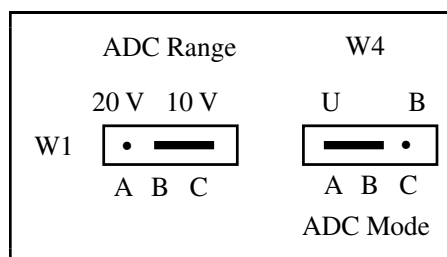 ADC Range W4
20 V 10 V U B
W1
A B C A B C
ADC Mode